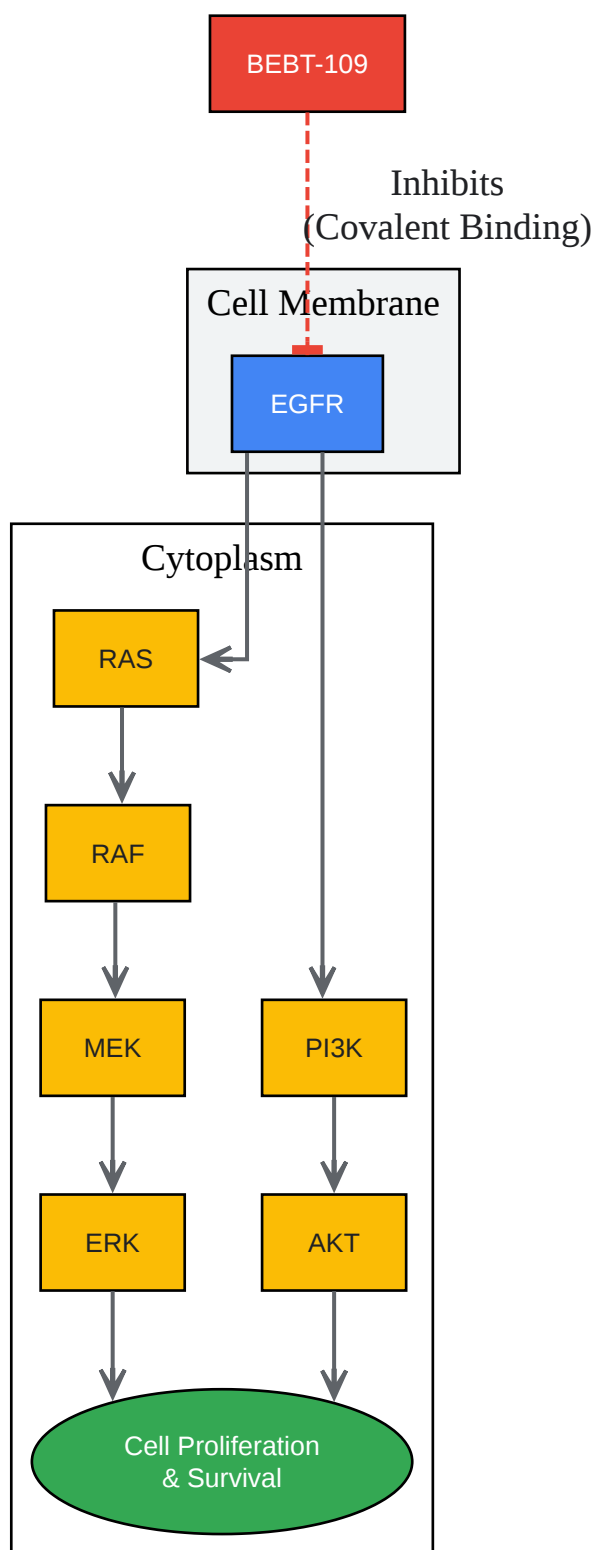 BEBT-109
Inhibits
(Covalent Binding)
Cell Membrane
EGFR
Cytoplasm
RAS
RAF
MEK
PI3K
ERK
AKT
Cell Proliferation
& Survival